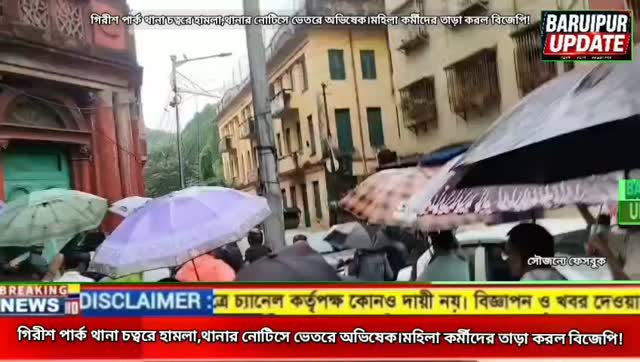 গিরীশ পার্ক থানা চত্বরে হামলা,থানার নোটিসে ভেতরে অভিষেক।মহিলা কর্মীদের তাড়া করল বিজেপি!
BARUIPUR
UPDATE
সৌজন্যে ফেসবুক
BREAKING
NEWS
DISCLAIMER : ত্র চ্যানেল কর্তৃপক্ষ কোনও দায়ী নয়। বিজ্ঞাপন ও খবর দেওয়া
গিরীশ পার্ক থানা চত্বরে হামলা,থানার নোটিসে ভেতরে অভিষেক।মহিলা কর্মীদের তাড়া করল বিজেপি!